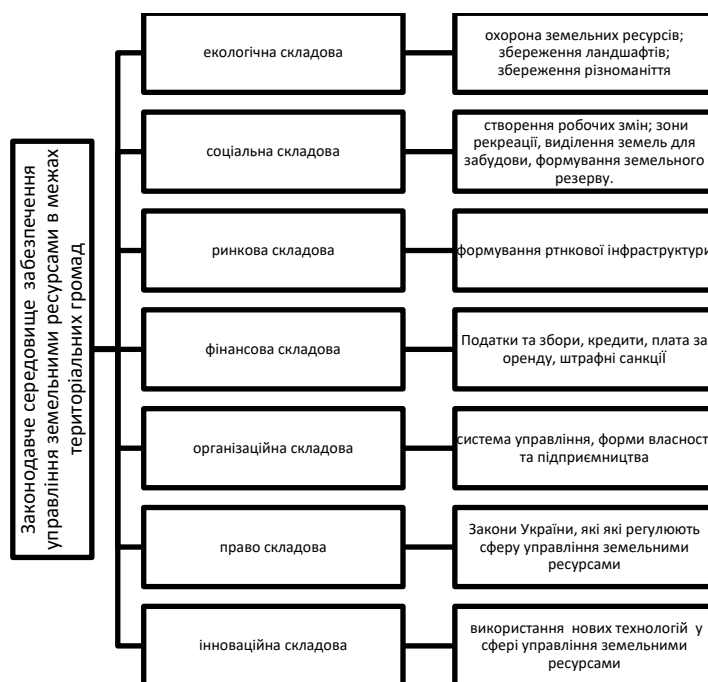 Законодавче середовище забезпечення
управління земельними ресурсами в межах
територіальних громад
екологічна складова
охорона земельних ресурсів;
збереження ландшафтів;
збереження різноманіття
соціальна складова
створення робочих змін; зони
рекреації, виділення земель для
забудови, формування земельного
резерву.
ринкова складова
формування ртнкової інфраструктури
фінансова складова
Податки та збори, кредити, плата за
оренду, штрафні санкції
організаційна складова
система управління, форми власност
та підприємництва
право складова
Закони України, які які регулюють
сферу управління земельними
ресурсами
інноваційна складова
використання нових технологій у
сфері управління земельними
ресурсами